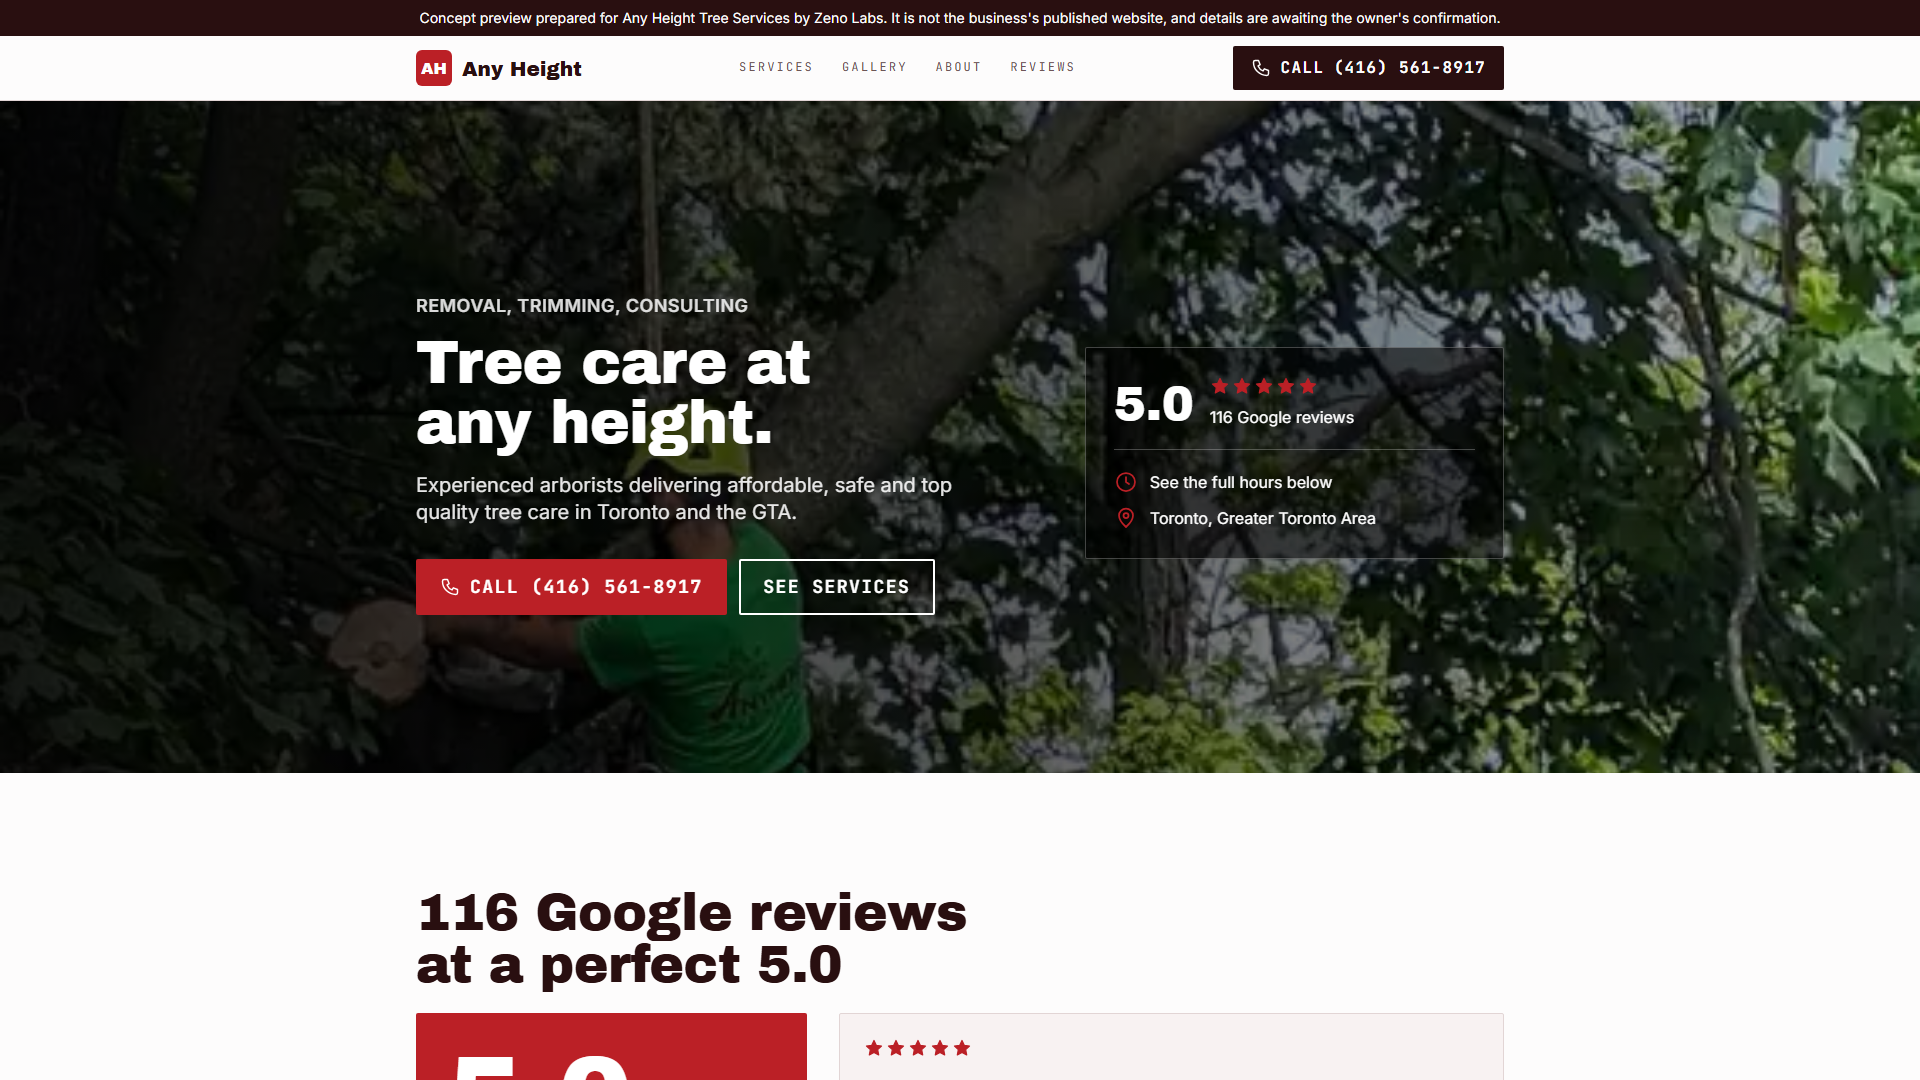 Concept preview prepared for Any Height Tree Services by Zeno Labs. It is not the business's published website, and details are awaiting the owner's confirmation.
AH Any Height
SERVICES GALLERY ABOUT REVIEWS
CALL (416) 561-8917
REMOVAL, TRIMMING, CONSULTING
Tree care at
any height.
Experienced arborists delivering affordable, safe and top
quality tree care in Toronto and the GTA.
CALL (416) 561-8917
SEE SERVICES
5.0
116 Google reviews
See the full hours below
Toronto, Greater Toronto Area
116 Google reviews
at a perfect 5.0
5.0